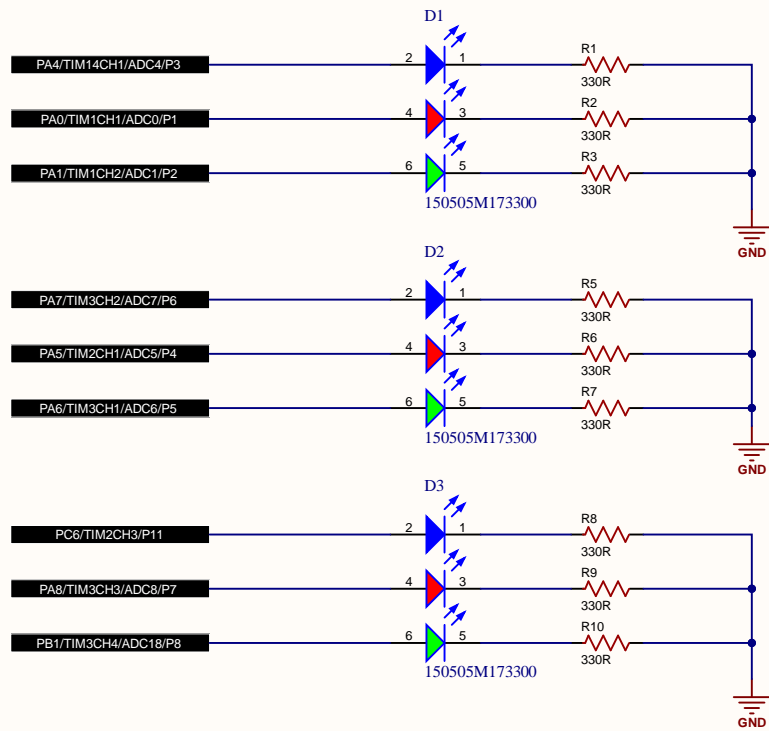 D1
PA4/TIM14CH1/ADC4/P3 2 1 R1
330R
PA0/TIM1CH1/ADC0/P1 4 3 R2
330R
PA1/TIM1CH2/ADC1/P2 6 5 R3
330R
150505M173300
GND
D2
PA7/TIM3CH2/ADC7/P6 2 1 R5
330R
PA5/TIM2CH1/ADC5/P4 4 3 R6
330R
PA6/TIM3CH1/ADC6/P5 6 5 R7
330R
150505M173300
GND
D3
PC6/TIM2CH3/P11 2 1 R8
330R
PA8/TIM3CH3/ADC8/P7 4 3 R9
330R
PB1/TIM3CH4/ADC18/P8 6 5 R10
330R
150505M173300
GND